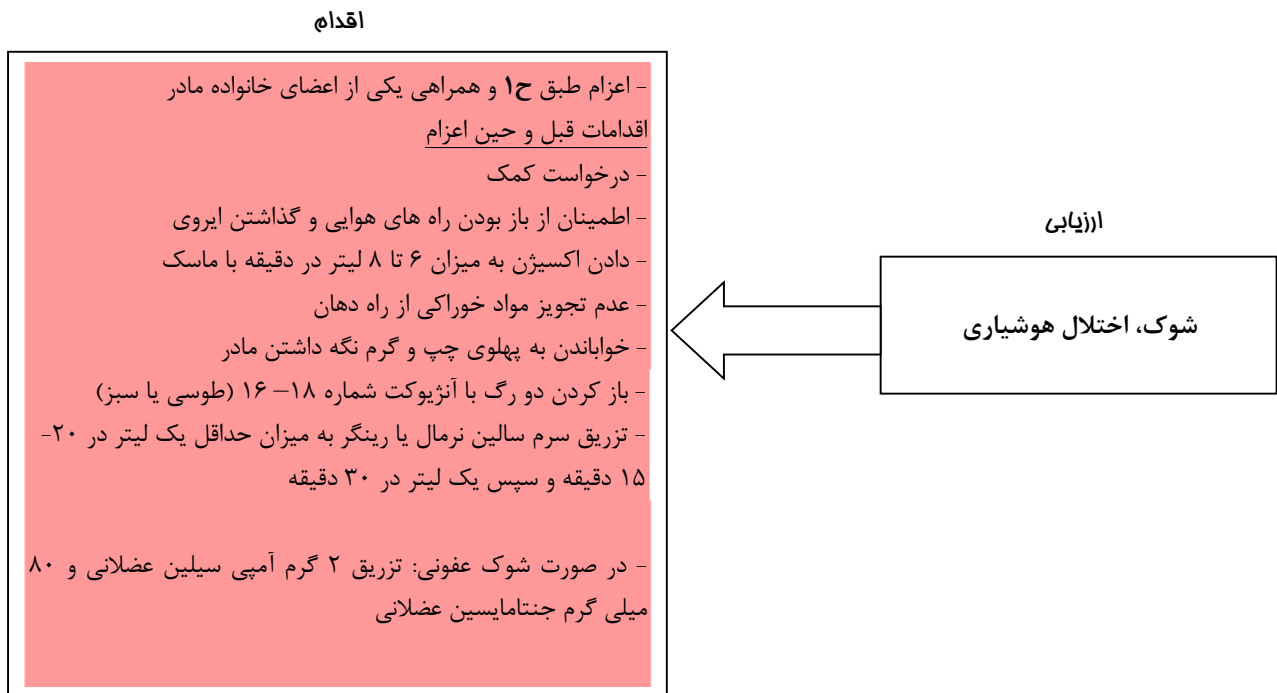 اقدام
ارزیابی
شوک، اختلال هوشیاری
- اعزام طبق ح۱ و همراهی یکی از اعضای خانواده مادر
اقدامات قبل و حین اعزام
- درخواست کمک
- اطمینان از باز بودن راه های هوایی و گذاشتن ایروی
- دادن اکسیژن به میزان ۶ تا ۸ لیتر در دقیقه با ماسک
- عدم تجویز مواد خوراکی از راه دهان
- خواباندن به پهلوی چپ و گرم نگه داشتن مادر
- باز کردن دو رگ با آنژیوکت شماره ۱۸– ۱۶ (طوسی یا سبز)
- تزریق سرم سالین نرمال یا رینگر به میزان حداقل یک لیتر در ۲۰-
۱۵ دقیقه و سپس یک لیتر در ۳۰ دقیقه
- در صورت شوک عفونی: تزریق ۲ گرم آمپی سیلین عضلانی و ۸۰
میلی گرم جنتامایسین عضلانی